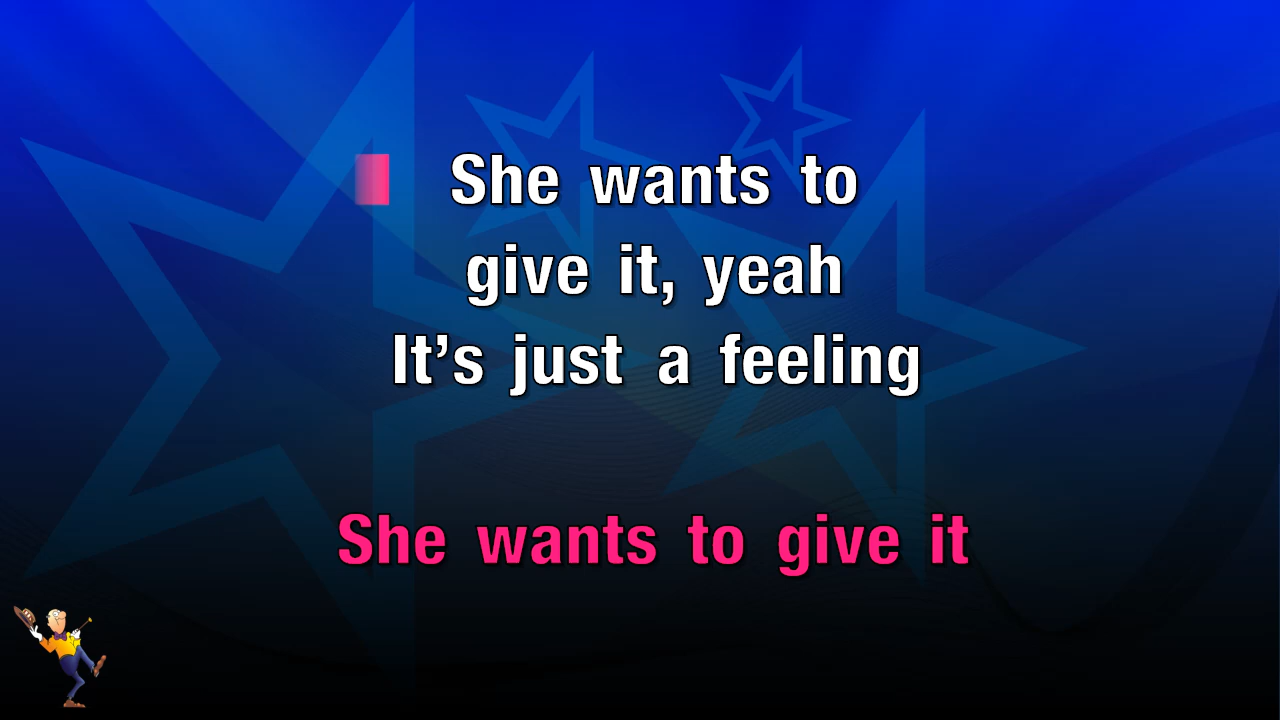 She wants to
give it, yeah
It’s just a feeling
She wants to give it